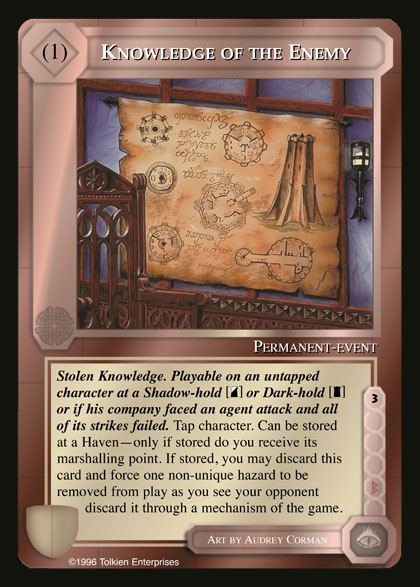 (1)
KNOWLEDGE OF THE ENEMY
PERMANENT-EVENT
Stolen Knowledge. Playable on an untapped
character at a Shadow-hold [] or Dark-hold []
or if his company faced an agent attack and all
of its strikes failed. Tap character. Can be stored
at a Haven—only if stored do you receive its
marshalling point. If stored, you may discard this
card and force one non-unique hazard to be
removed from play as you see your opponent
discard it through a mechanism of the game.
3
ART BY AUDREY CORMAN
©1996 Tolkien Enterprises